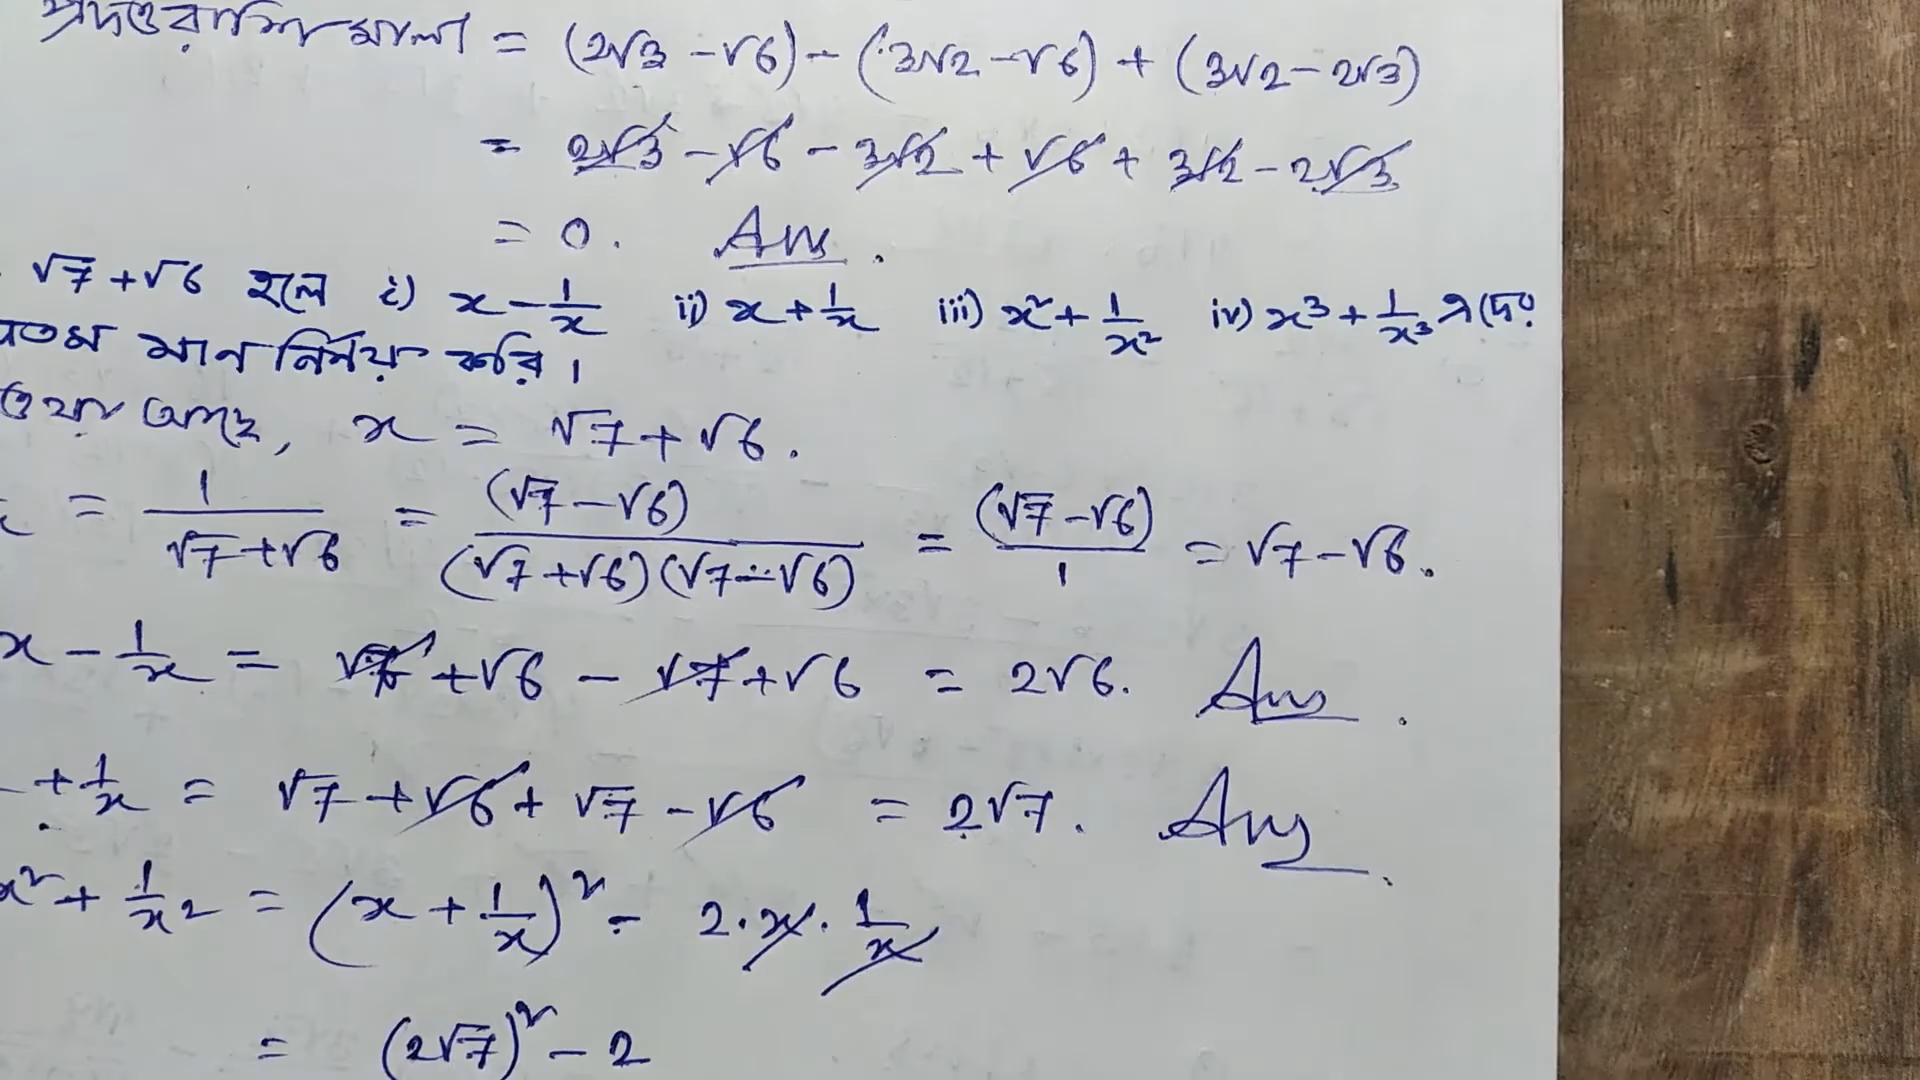 প্রদত্ত রাশিমালা = (2√3 - √6) - (3√2 - √6) + (3√2 - 2√3)
= 2√3 - √6 - 3√2 + √6 + 3√2 - 2√3
= 0. Ans.
√7+√6 হলে i) x - 1/x ii) x + 1/x iii) x² + 1/x² iv) x³ + 1/x³ এদের
মান নির্ণয় করি।
আছে, x = √7 + √6.
= 1/(√7+√6) = (√7-√6)/((√7+√6)(√7-√6)) = (√7-√6)/1 = √7-√6.
x - 1/x = √7 + √6 - √7 + √6 = 2√6. Ans.
+ 1/x = √7 + √6 + √7 - √6 = 2√7. Ans.
x² + 1/x² = (x + 1/x)² - 2·x·1/x
= (2√7)² - 2